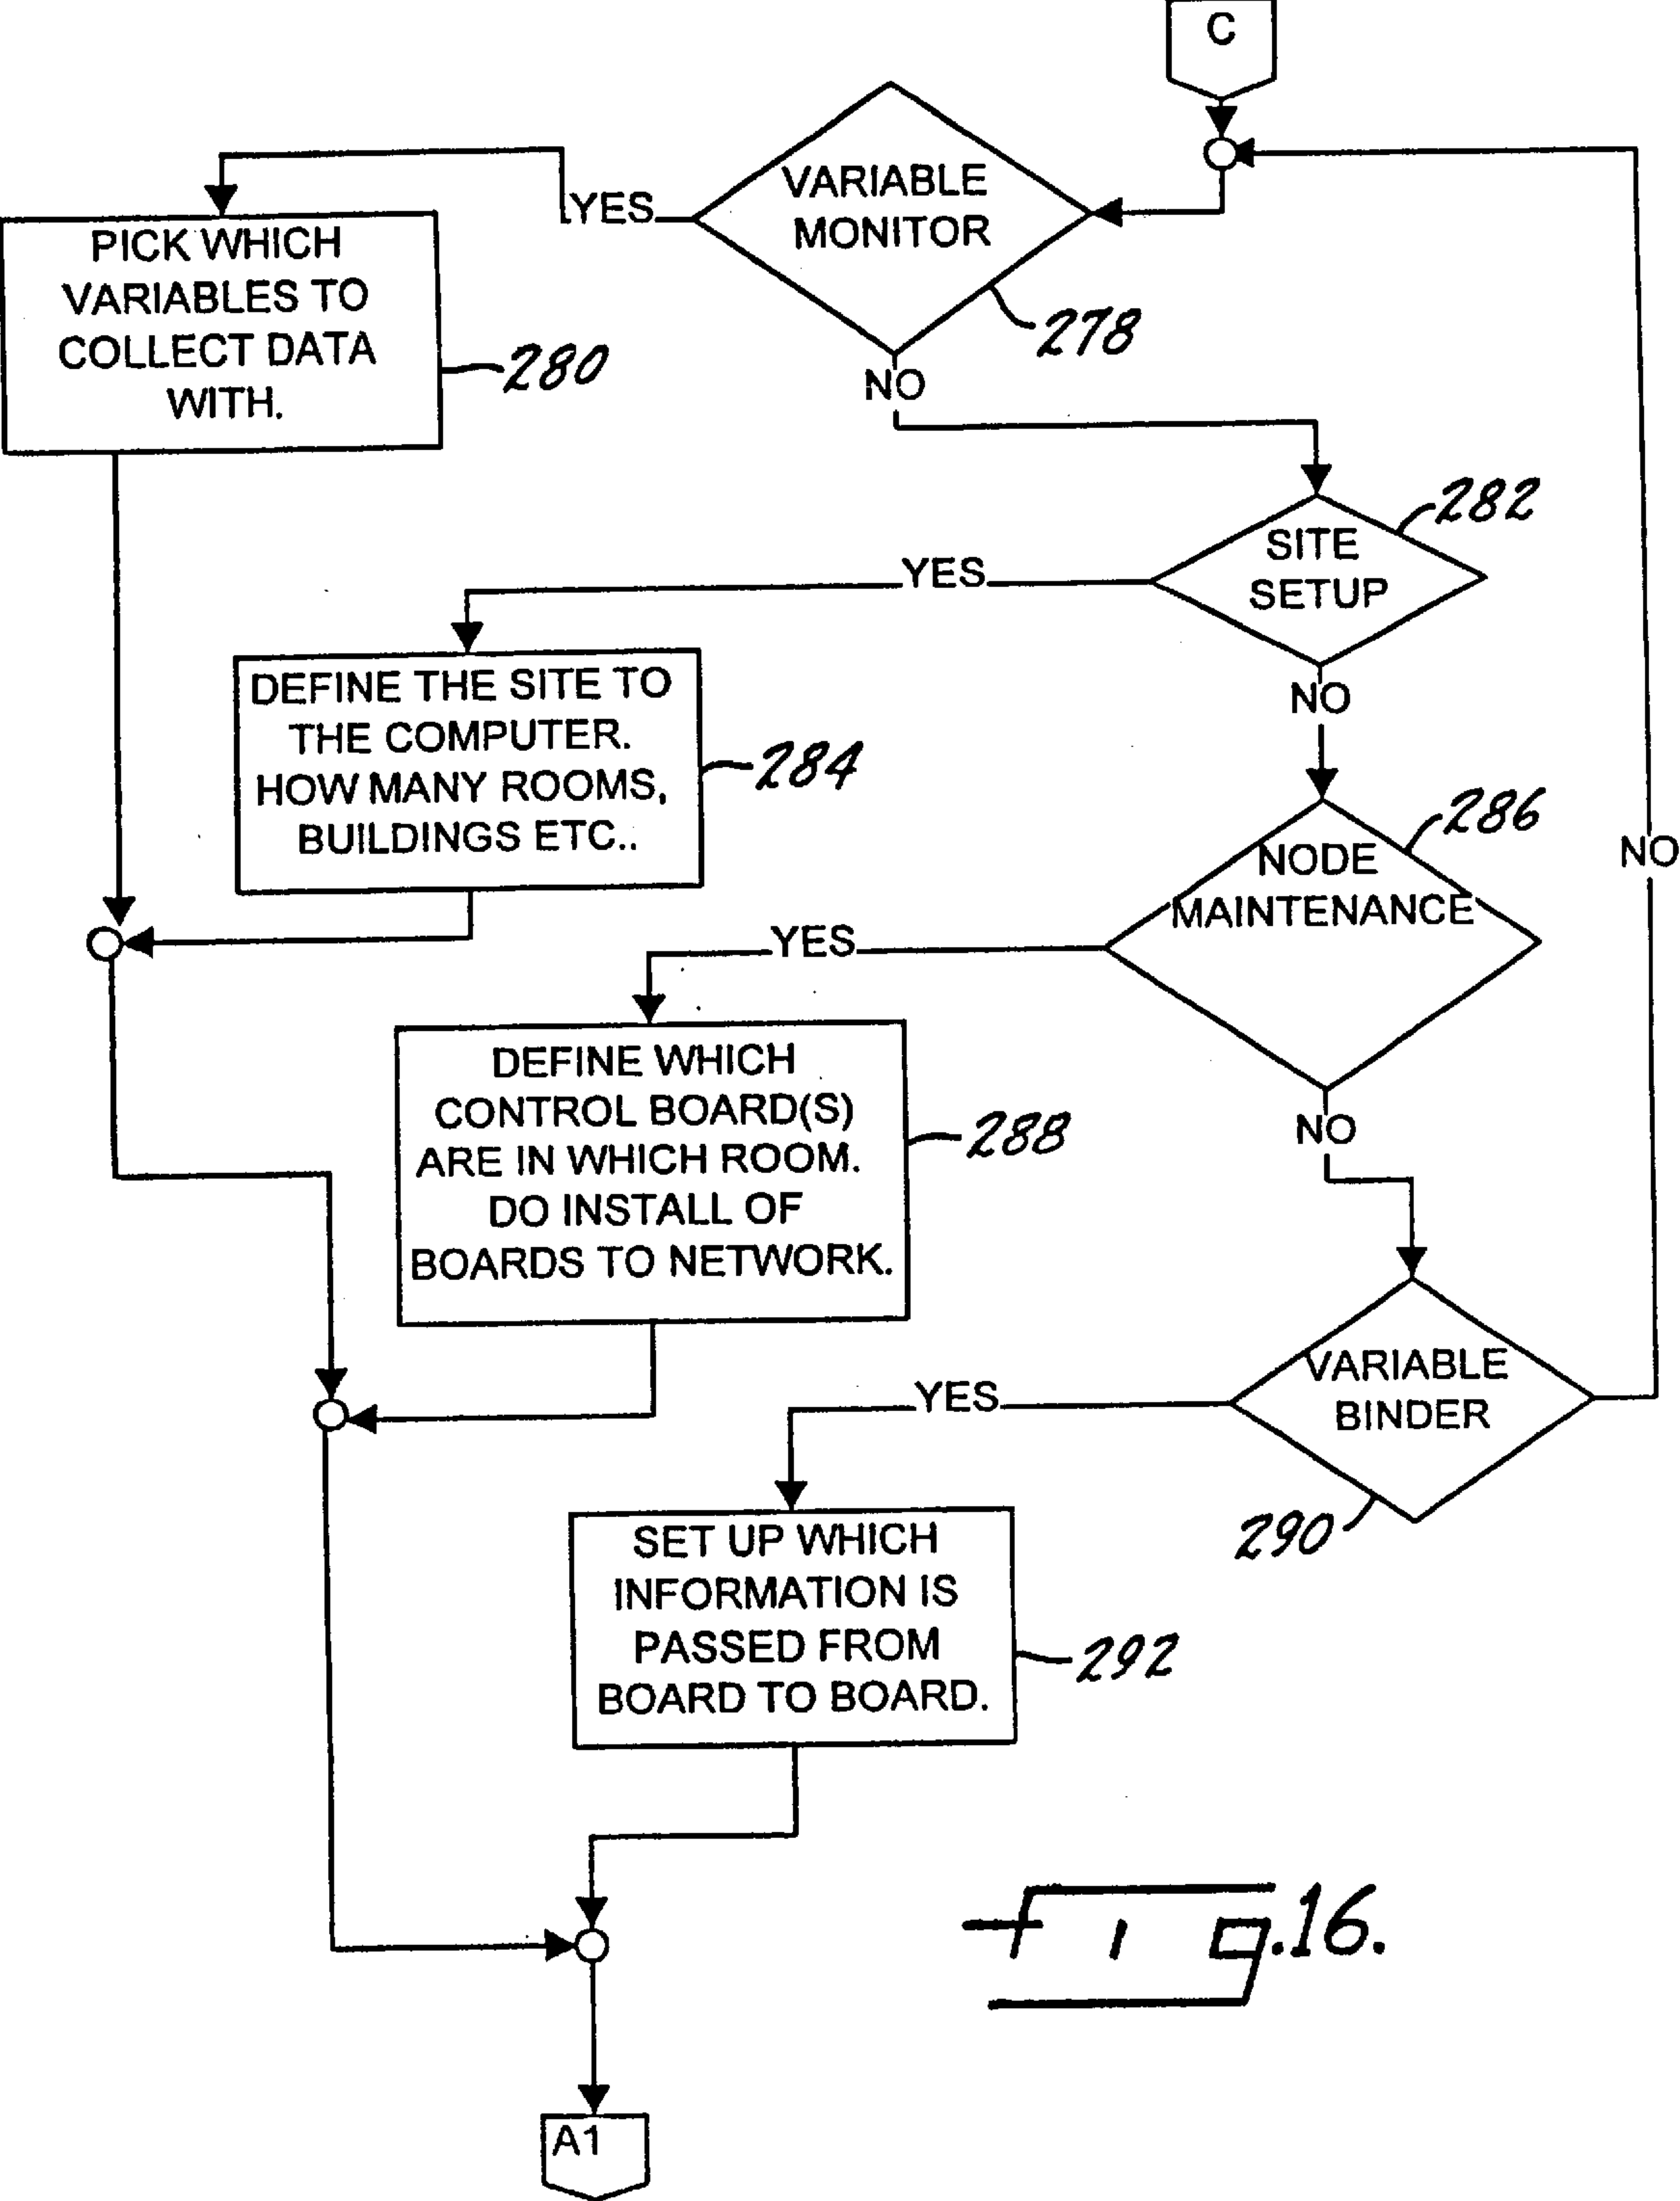 C
VARIABLE
MONITOR
278
YES
PICK WHICH
VARIABLES TO
COLLECT DATA
WITH.
280
NO
SITE
SETUP
282
YES
DEFINE THE SITE TO
THE COMPUTER.
HOW MANY ROOMS,
BUILDINGS ETC..
284
NO
NODE
MAINTENANCE
286
NO
YES
DEFINE WHICH
CONTROL BOARD(S)
ARE IN WHICH ROOM.
DO INSTALL OF
BOARDS TO NETWORK.
288
NO
VARIABLE
BINDER
290
YES
SET UP WHICH
INFORMATION IS
PASSED FROM
BOARD TO BOARD.
292
A1
Fig.16.